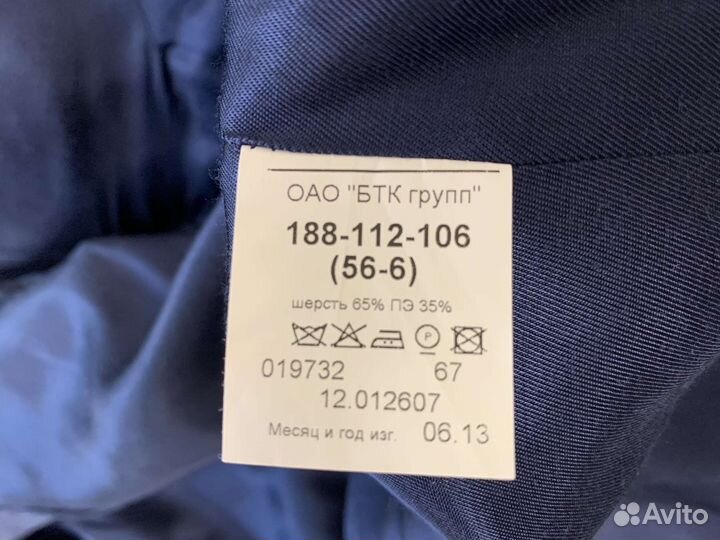 ОАО "БТК групп"
188-112-106
(56-6)
шерсть 65% ПЭ 35%
P
019732 67
12.012607
Месяц и год изг. 06.13
Avito